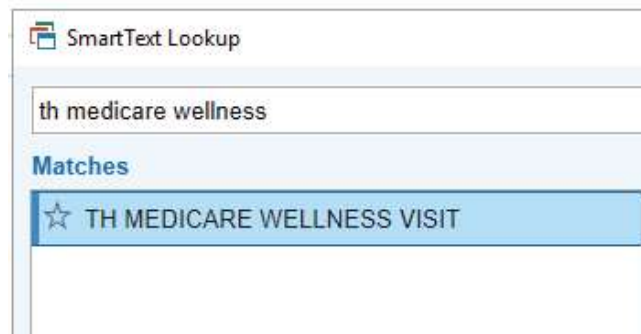 SmartText Lookup
th medicare wellness
Matches
TH MEDICARE WELLNESS VISIT